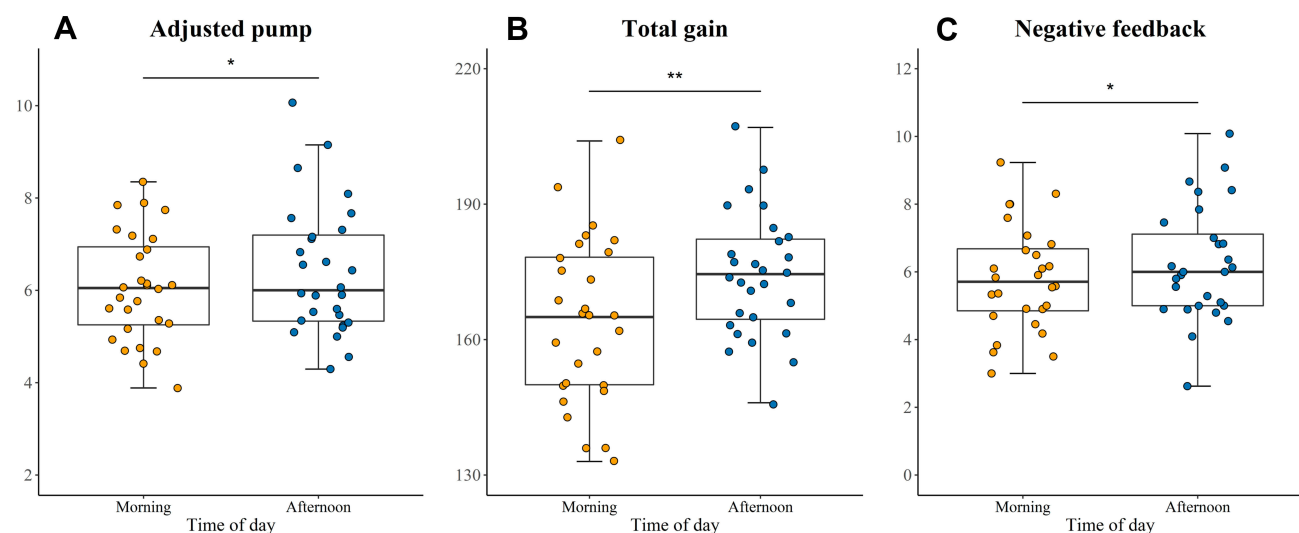 A Adjusted pump
*
10
8
6
4
2
Morning Afternoon
Time of day
B Total gain
**
220
190
160
130
Morning Afternoon
Time of day
C Negative feedback
*
12
10
8
6
4
2
0
Morning Afternoon
Time of day